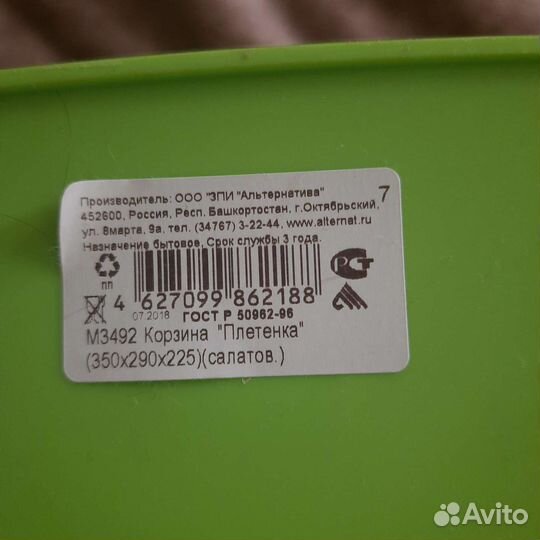 Производитель: ООО "ЗПИ "Альтернатива" 7
452600, Россия, Респ. Башкортостан, г.Октябрьский,
ул. 8марта, 9а, тел. (34767) 3-22-44, www.alternat.ru
Назначение бытовое, Срок службы 3 года.
ПП
РСТ
4 627099 862188
07.2018 ГОСТ Р 50962-96
М3492 Корзина "Плетенка"
(350х290х225)(салатов.)
Avito